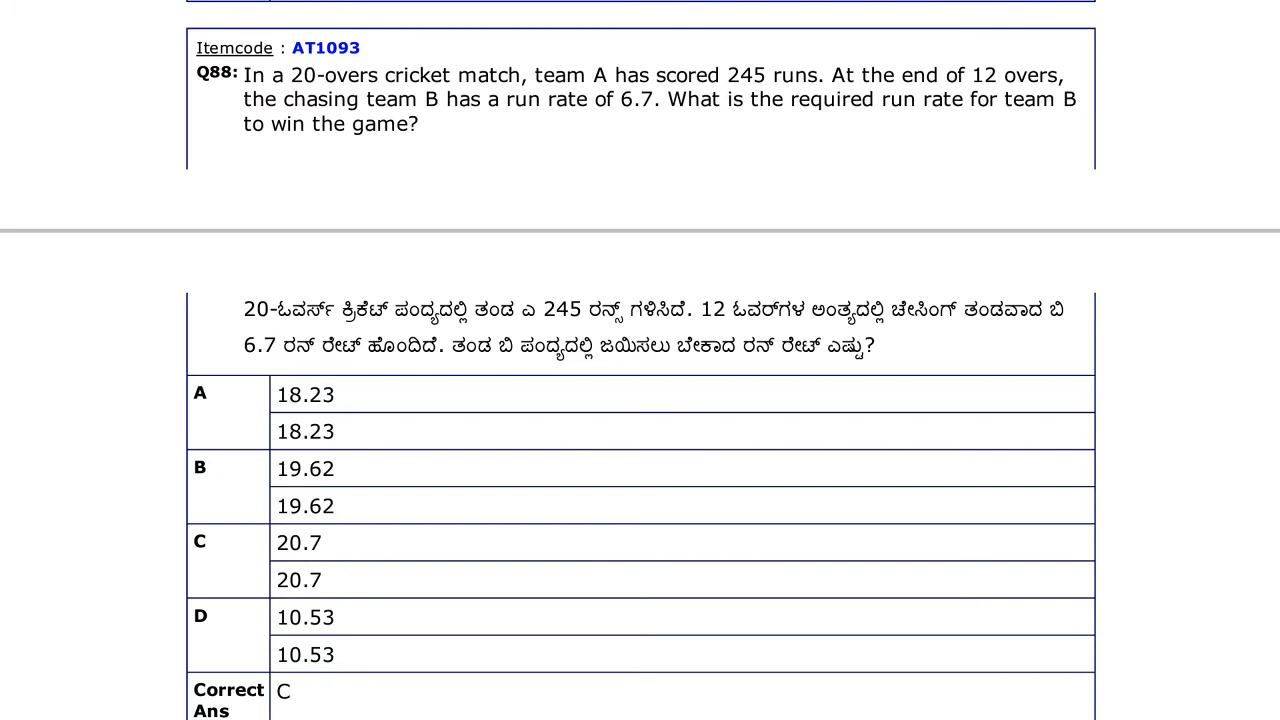 Itemcode : AT1093
Q88: In a 20-overs cricket match, team A has scored 245 runs. At the end of 12 overs,
the chasing team B has a run rate of 6.7. What is the required run rate for team B
to win the game?
20-ಓವರ್ಸ್ ಕ್ರಿಕೆಟ್ ಪಂದ್ಯದಲ್ಲಿ ತಂಡ ಎ 245 ರನ್ಸ್ ಗಳಿಸಿದೆ. 12 ಓವರ್‌ಗಳ ಅಂತ್ಯದಲ್ಲಿ ಚೇಸಿಂಗ್ ತಂಡವಾದ ಬಿ
6.7 ರನ್ ರೇಟ್ ಹೊಂದಿದೆ. ತಂಡ ಬಿ ಪಂದ್ಯದಲ್ಲಿ ಜಯಿಸಲು ಬೇಕಾದ ರನ್ ರೇಟ್ ಎಷ್ಟು?
A 18.23
18.23
B 19.62
19.62
C 20.7
20.7
D 10.53
10.53
Correct C
Ans